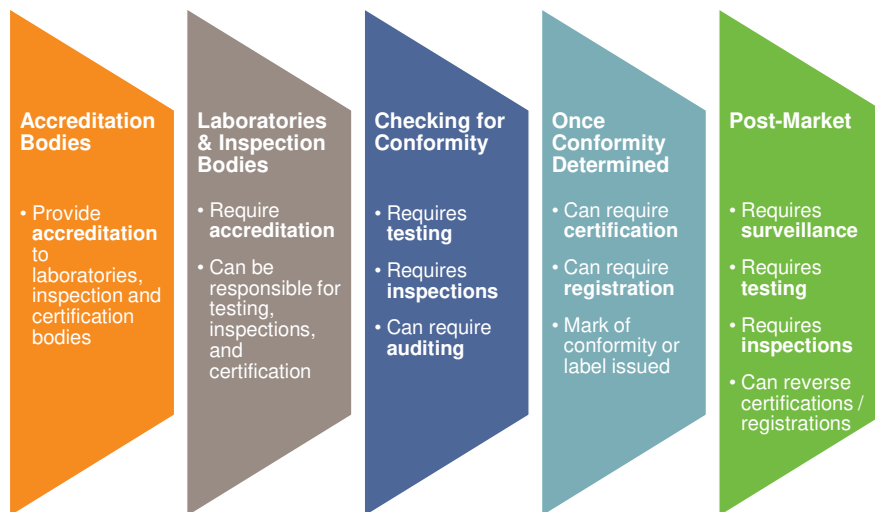 Accreditation
Bodies
• Provide
accreditation
to
laboratories,
inspection and
certification
bodies
Laboratories
& Inspection
Bodies
• Require
accreditation
• Can be
responsible for
testing,
inspections,
and
certification
Checking for
Conformity
• Requires
testing
• Requires
inspections
• Can require
auditing
Once
Conformity
Determined
• Can require
certification
• Can require
registration
• Mark of
conformity or
label issued
Post-Market
• Requires
surveillance
• Requires
testing
• Requires
inspections
• Can reverse
certifications /
registrations